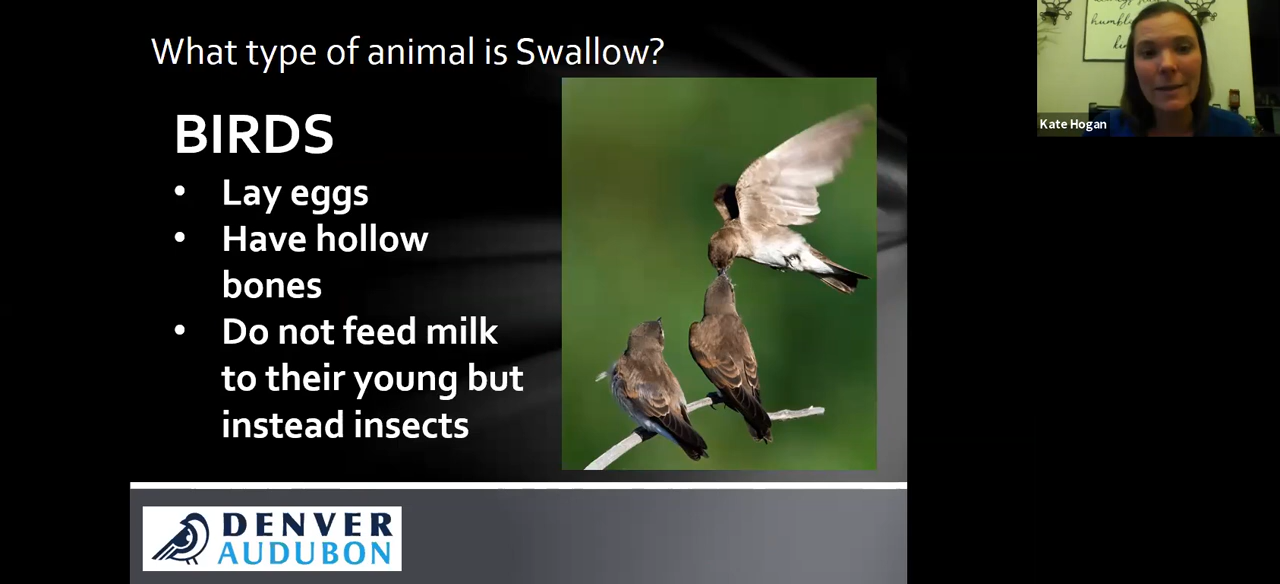 What type of animal is Swallow?
BIRDS
• Lay eggs
• Have hollow
bones
• Do not feed milk
to their young but
instead insects
DENVER
AUDUBON
humbl
Kate Hogan